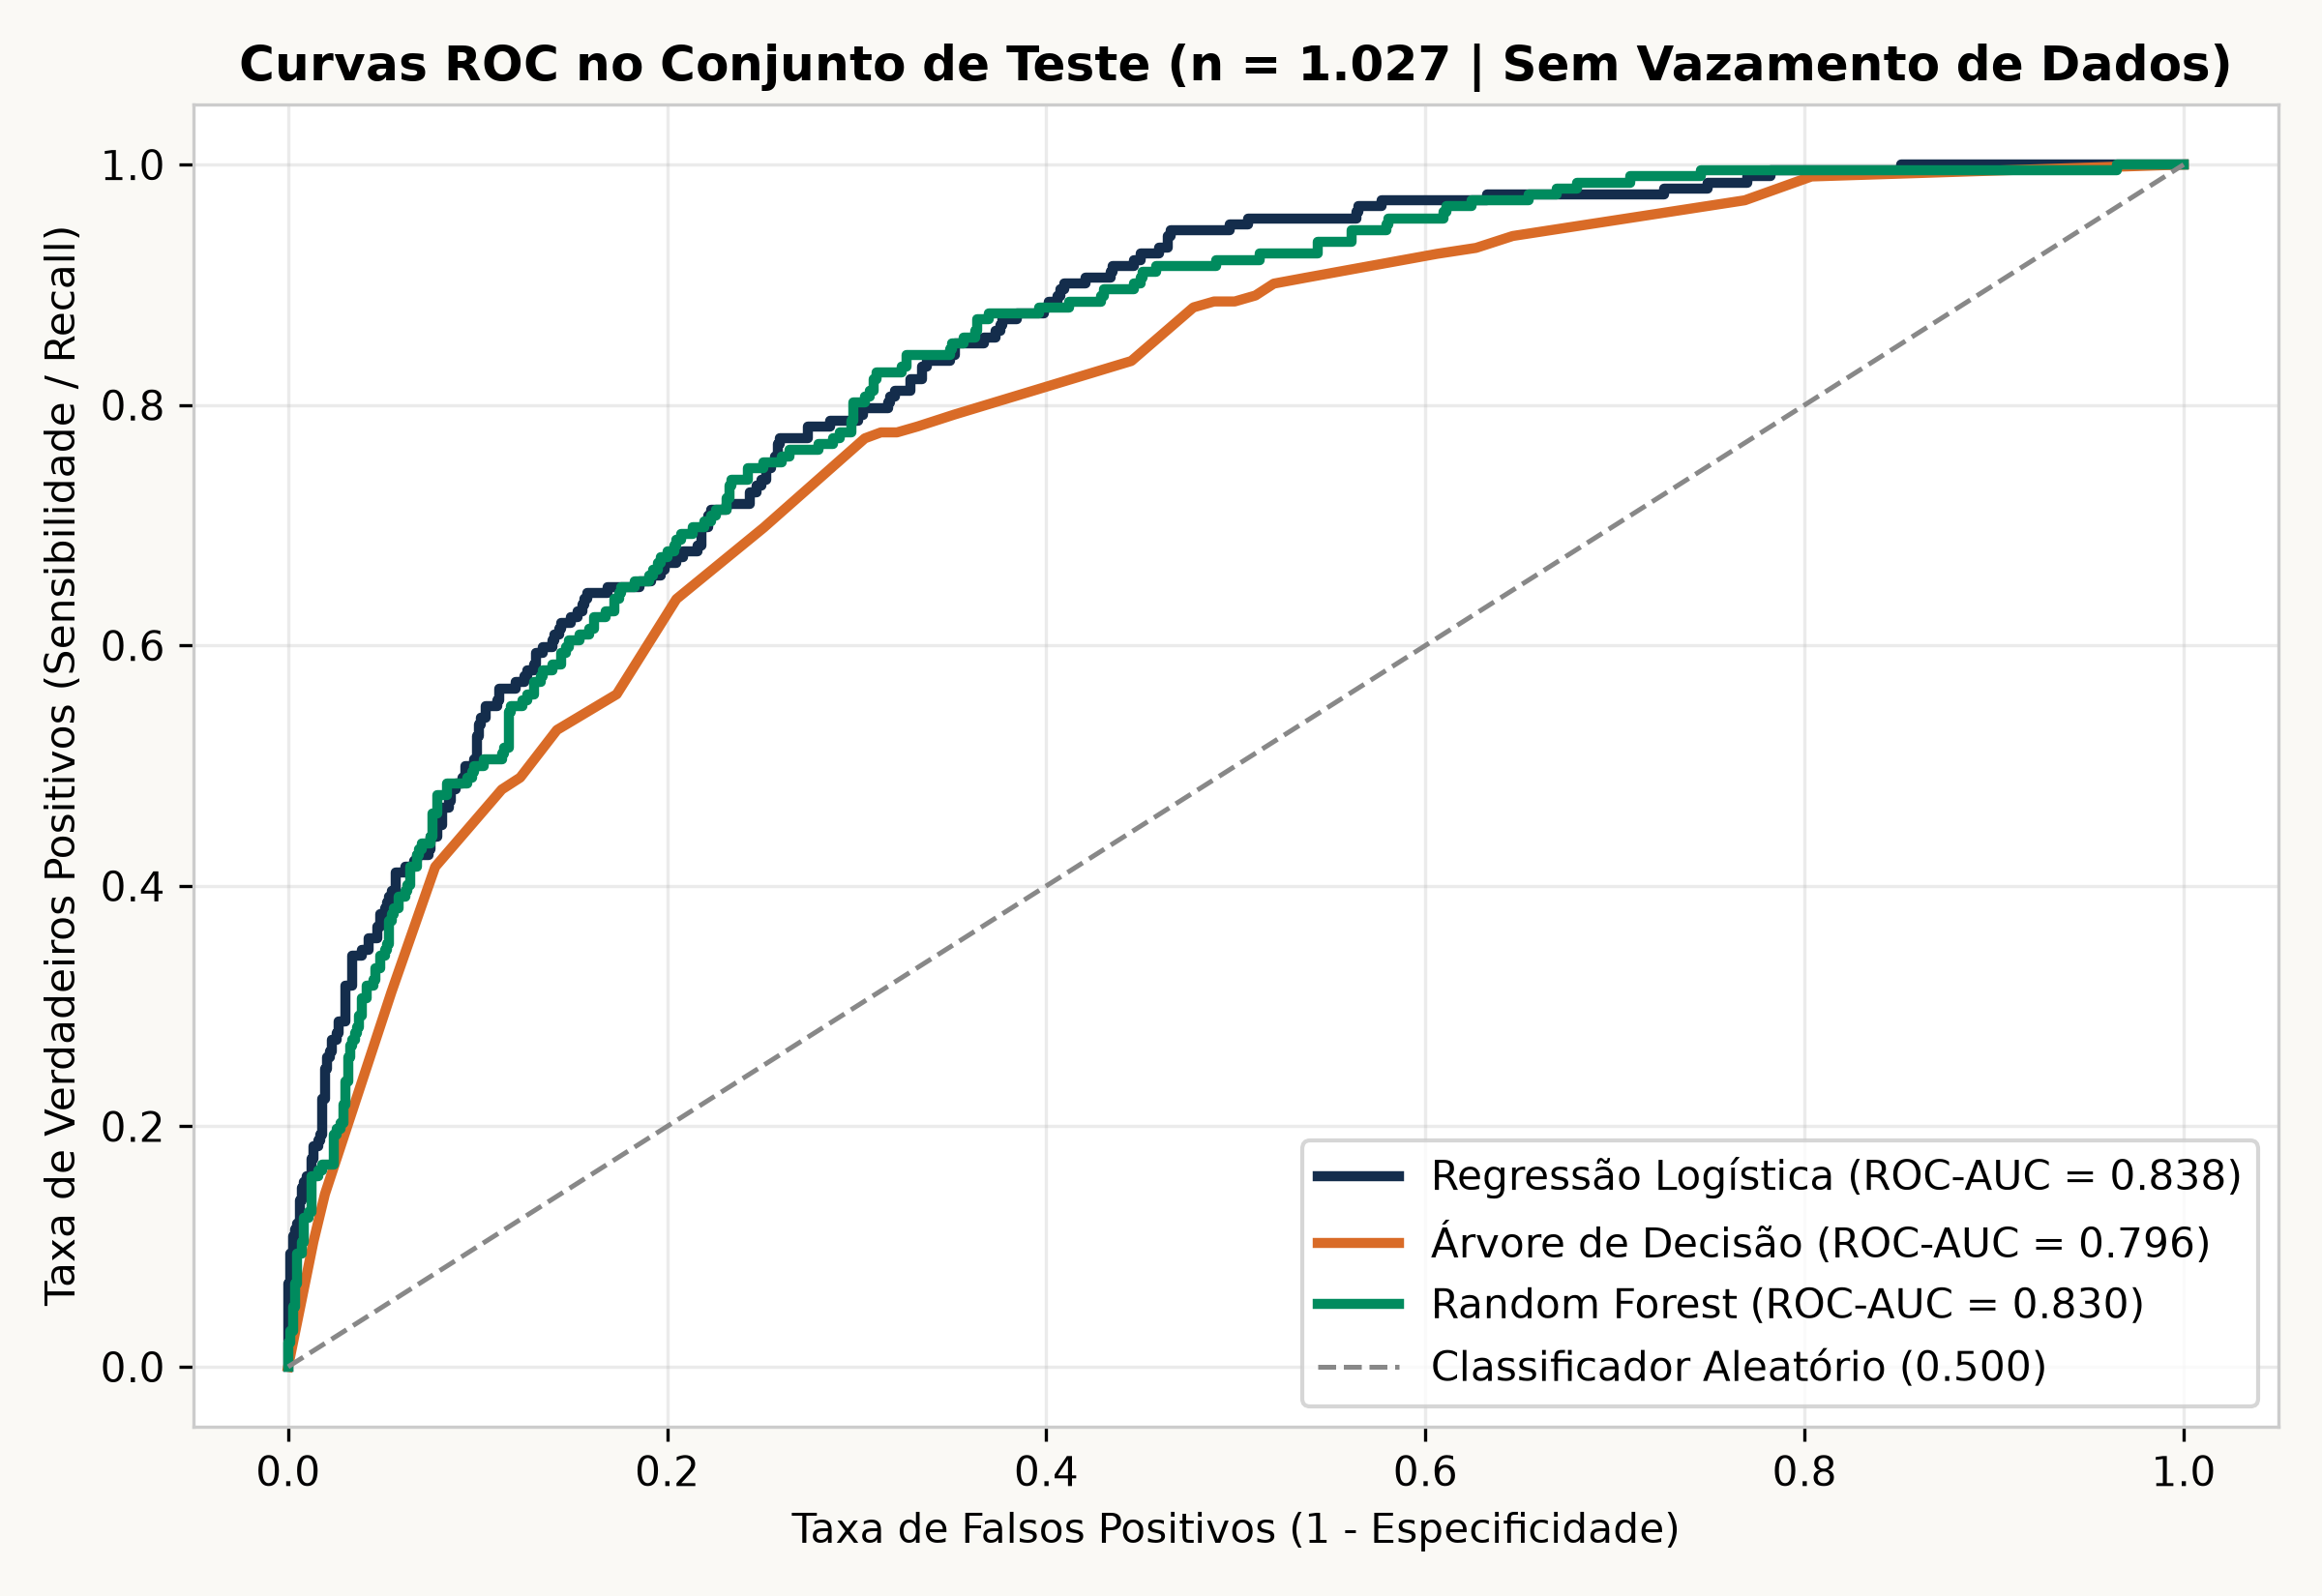 Curvas ROC no Conjunto de Teste (n = 1.027 | Sem Vazamento de Dados)
Taxa de Verdadeiros Positivos (Sensibilidade / Recall)
1.0
0.8
0.6
0.4
0.2
0.0
Regressão Logística (ROC-AUC = 0.838)
Árvore de Decisão (ROC-AUC = 0.796)
Random Forest (ROC-AUC = 0.830)
Classificador Aleatório (0.500)
0.0 0.2 0.4 0.6 0.8 1.0
Taxa de Falsos Positivos (1 - Especificidade)